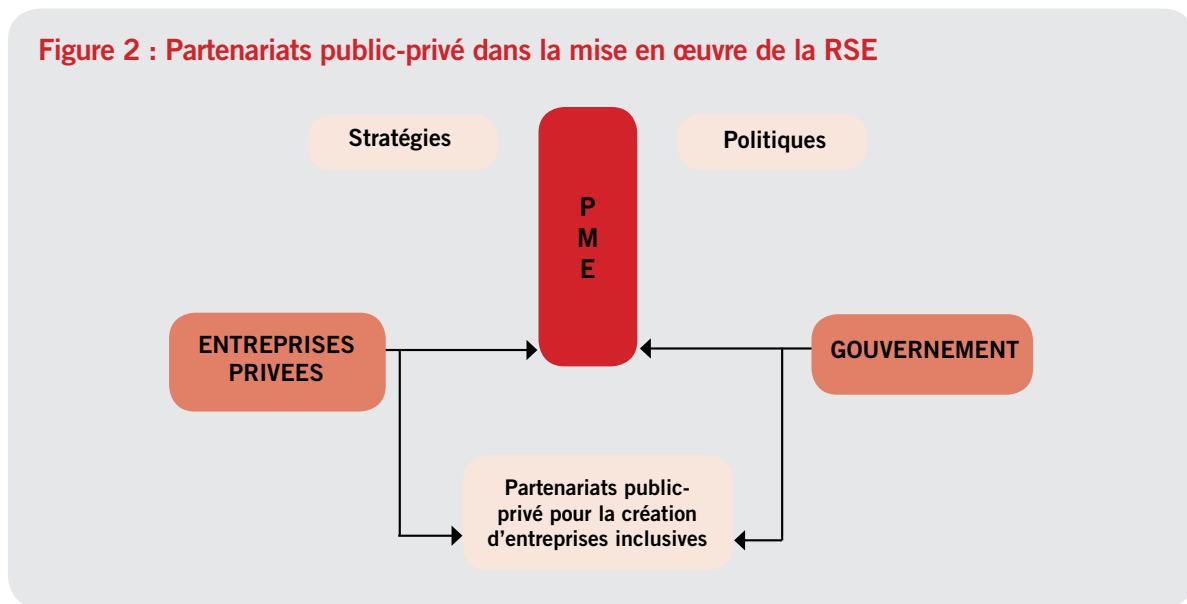 Figure 2 : Partenariats public-privé dans la mise en œuvre de la RSE
Stratégies
Politiques
P
M
E
ENTREPRISES
PRIVEES
GOUVERNEMENT
Partenariats public-
privé pour la création
d'entreprises inclusives